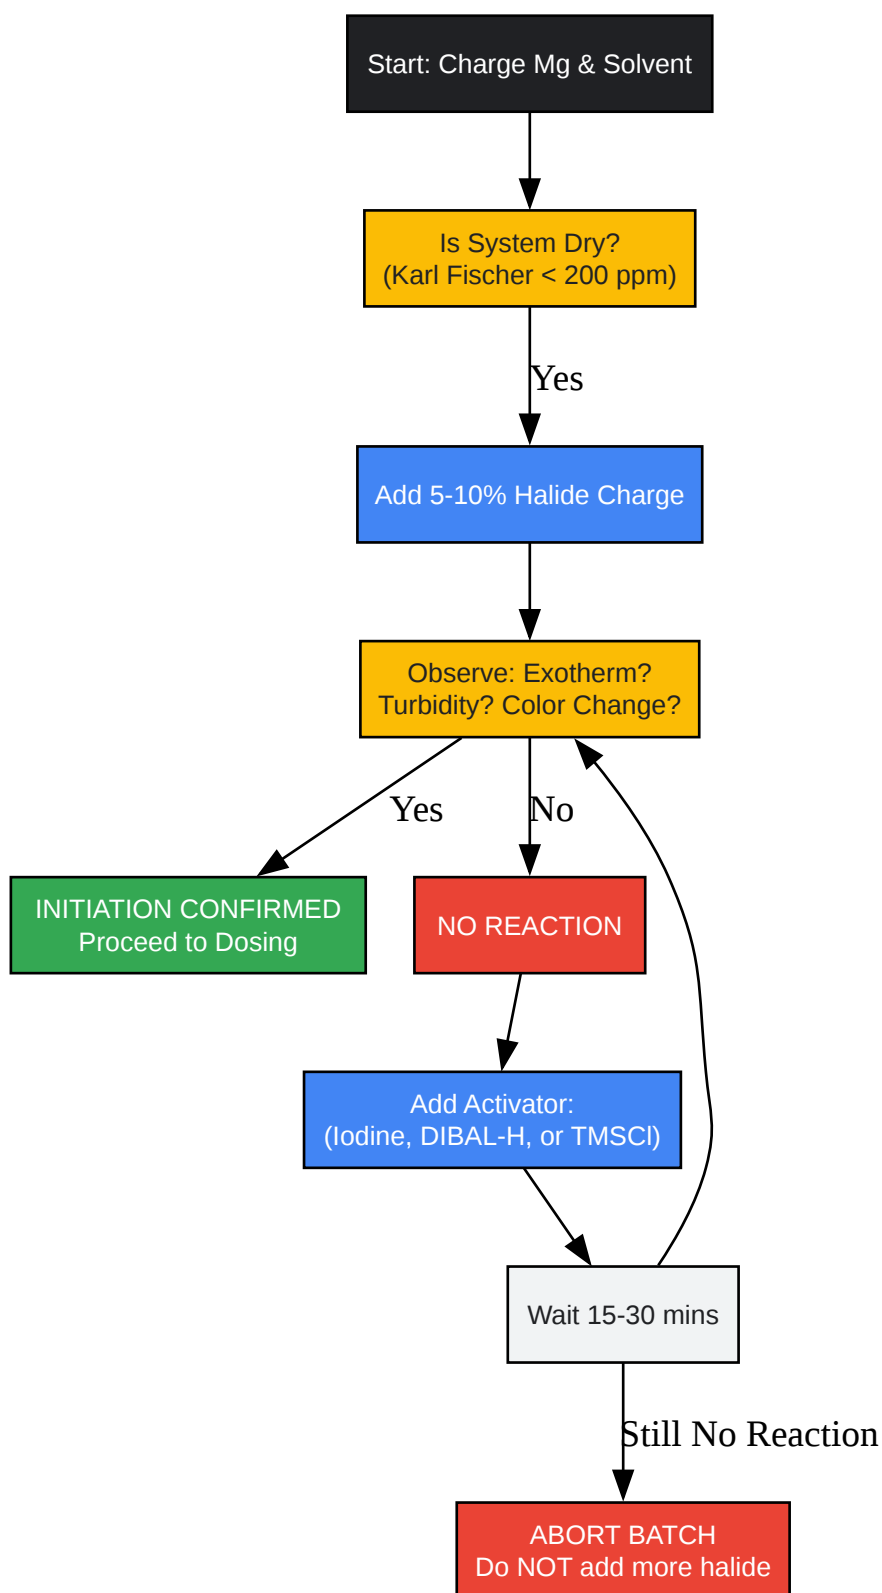 Start: Charge Mg & Solvent
Is System Dry?
(Karl Fischer < 200 ppm)
Yes
Add 5-10% Halide Charge
Observe: Exotherm?
Turbidity? Color Change?
Yes
No
INITIATION CONFIRMED
Proceed to Dosing
NO REACTION
Add Activator:
(Iodine, DIBAL-H, or TMSCl)
Wait 15-30 mins
Still No Reaction
ABORT BATCH
Do NOT add more halide